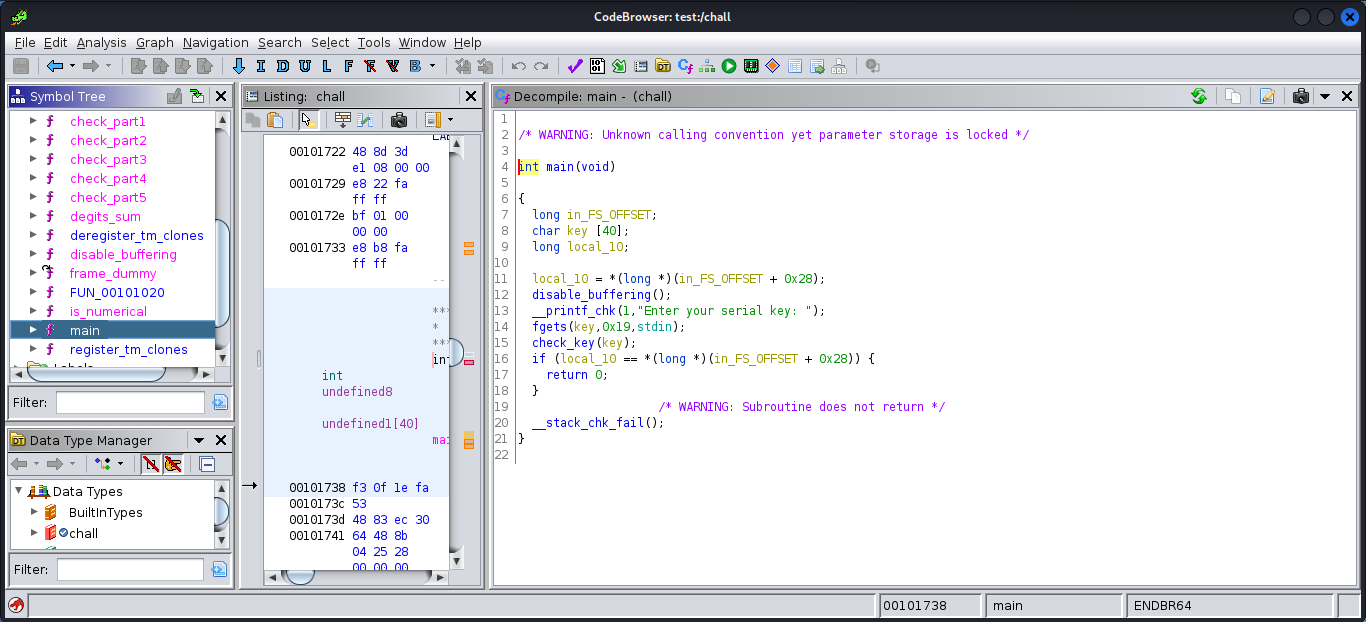 CodeBrowser: test:/chall
File Edit Analysis Graph Navigation Search Select Tools Window Help
I D U L F V B
Symbol Tree
f check_part1
f check_part2
f check_part3
f check_part4
f check_part5
f degits_sum
f deregister_tm_clones
f disable_buffering
f frame_dummy
f FUN_00101020
f is_numerical
f main
f register_tm_clones
Filter:
Data Type Manager
Data Types
BuiltInTypes
chall
Filter:
Listing: chall
00101722 48 8d 3d
e1 08 00 00
00101729 e8 22 fa
ff ff
0010172e bf 01 00
00 00
00101733 e8 b8 fa
ff ff
--
***
*
***
int
int
undefined8
undefined1[40]
mai
00101738 f3 0f 1e fa
0010173c 53
0010173d 48 83 ec 30
00101741 64 48 8b
04 25 28
00 00 00
Decompile: main - (chall)
1
2 /* WARNING: Unknown calling convention yet parameter storage is locked */
3
4 int main(void)
5
6 {
7 long in_FS_OFFSET;
8 char key [40];
9 long local_10;
10
11 local_10 = *(long *)(in_FS_OFFSET + 0x28);
12 disable_buffering();
13 __printf_chk(1,"Enter your serial key: ");
14 fgets(key,0x19,stdin);
15 check_key(key);
16 if (local_10 == *(long *)(in_FS_OFFSET + 0x28)) {
17 return 0;
18 }
19 /* WARNING: Subroutine does not return */
20 __stack_chk_fail();
21 }
22
00101738 main ENDBR64